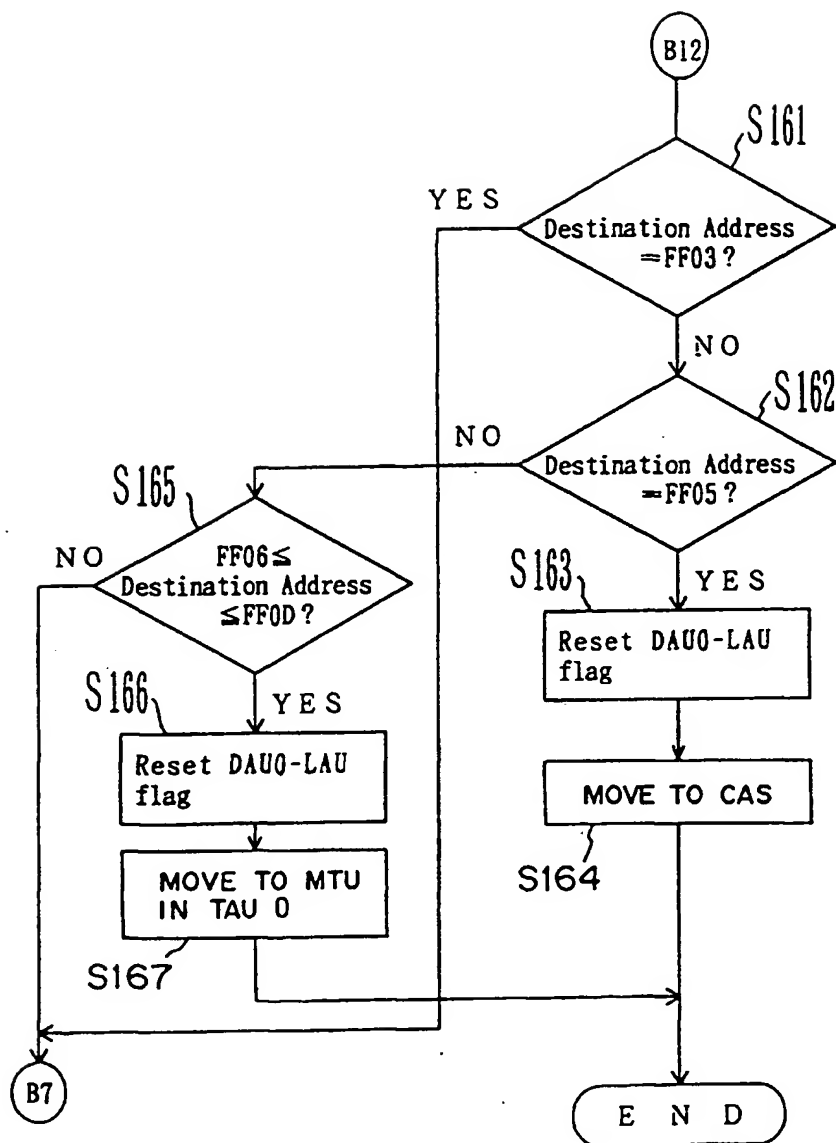 B12
S161
YES
Destination Address
=FF03?
NO
S162
NO
Destination Address
=FF05?
S165
NO
FF06≦
Destination Address
≦FF0D?
S163
YES
Reset DAU0-LAU
flag
S166
YES
Reset DAU0-LAU
flag
MOVE TO CAS
S164
MOVE TO MTU
IN TAU 0
S167
B7
END